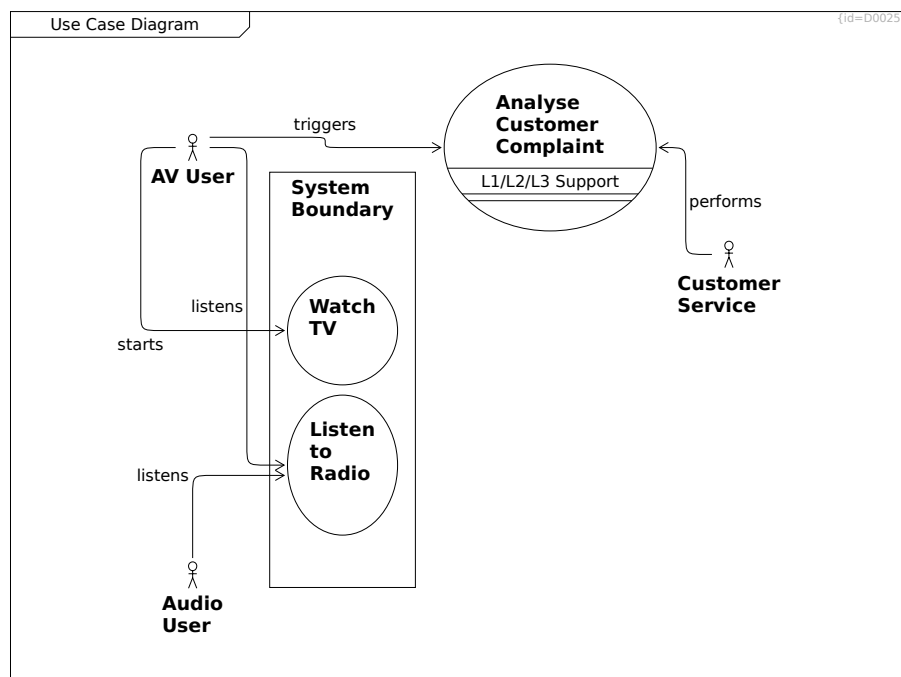 Use Case Diagram
{id=D0025
Analyse
Customer
Complaint
L1/L2/L3 Support
triggers
AV User
System
Boundary
performs
Customer
Service
listens
Watch
TV
starts
Listen
to
Radio
listens
Audio
User